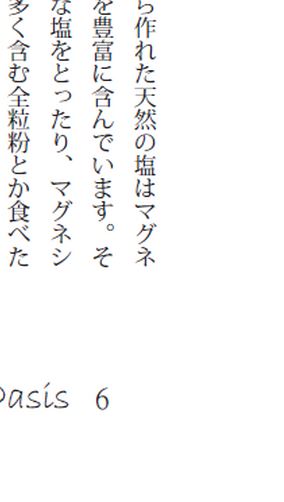 ら作れた天然の塩はマグネ
を豊富に含んでいます。そ
な塩をとったり、マグネシ
多く含む全粒粉とか食べた
Oasis 6